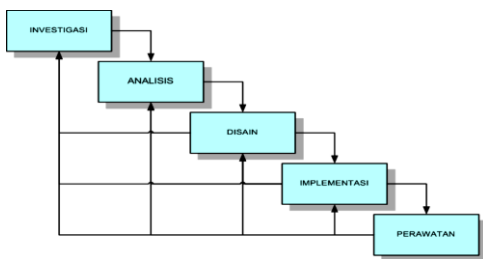 INVESTIGASI
ANALISIS
DISAIN
IMPLEMENTASI
PERAWATAN